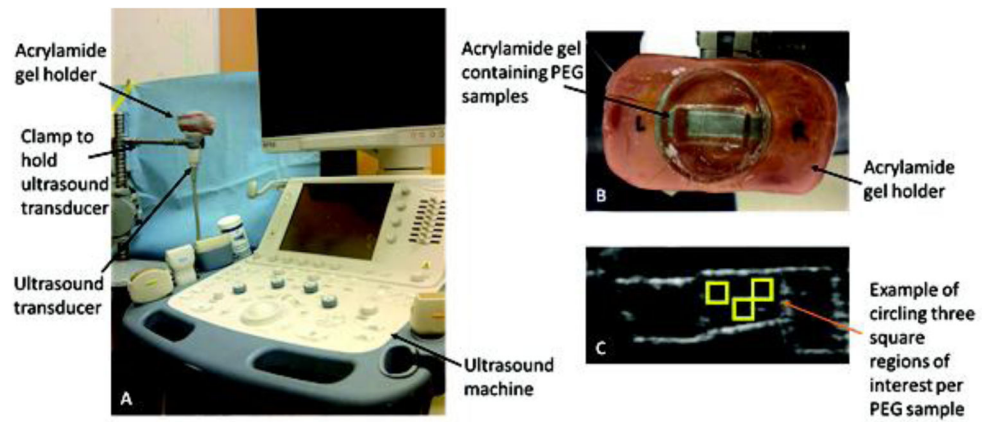 Acrylamide
gel holder
Clamp to
hold
ultrasound
transducer
Ultrasound
transducer
Ultrasound
machine
A
Acrylamide gel
containing PEG
samples
Acrylamide
gel holder
B
Example of
circling three
square
regions of
interest per
PEG sample
C